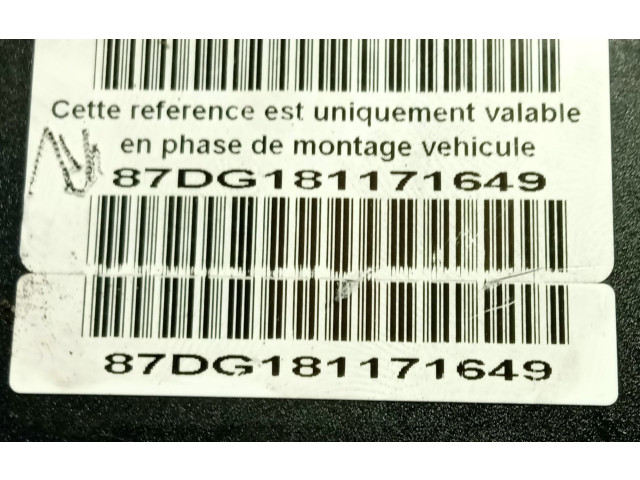 Cette reference est uniquement valable
en phase de montage vehicule
87DG181171649
87DG181171649